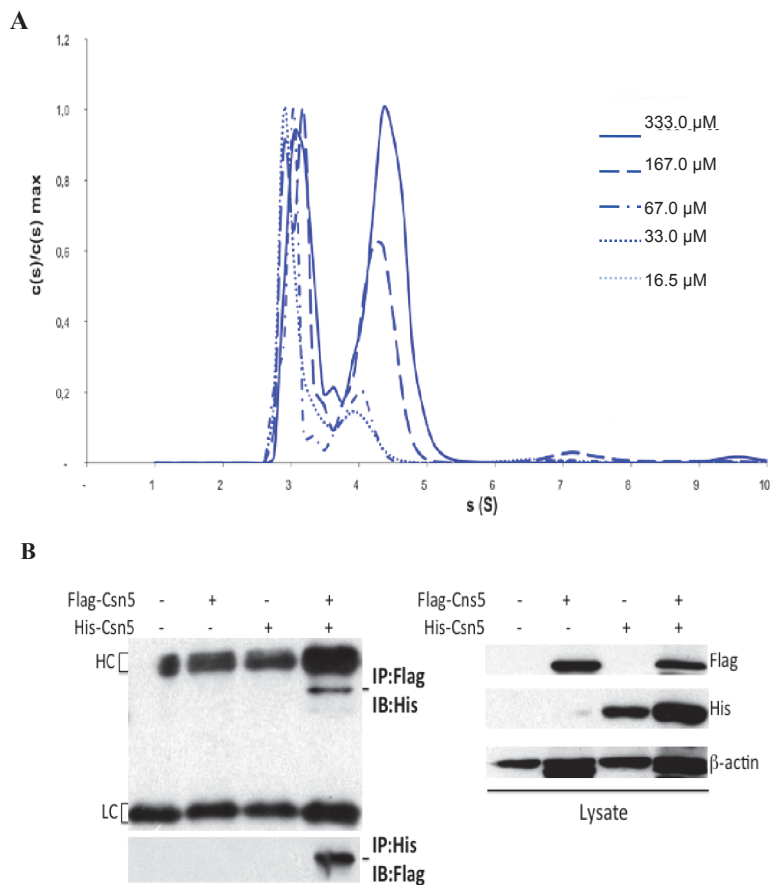 A
1,2
1,0
0,8
0,6
0,4
0,2
-
c(s)/c(s) max
- 1 2 3 4 5 6 7 8 9 10
s (S)
333.0 µM
167.0 µM
67.0 µM
33.0 µM
16.5 µM
B
Flag-Csn5 - + - +
His-Csn5 - - + +
HC
IP:Flag
IB:His
LC
IP:His
IB:Flag
Flag-Cns5 - + - +
His-Csn5 - - + +
Flag
His
β-actin
Lysate